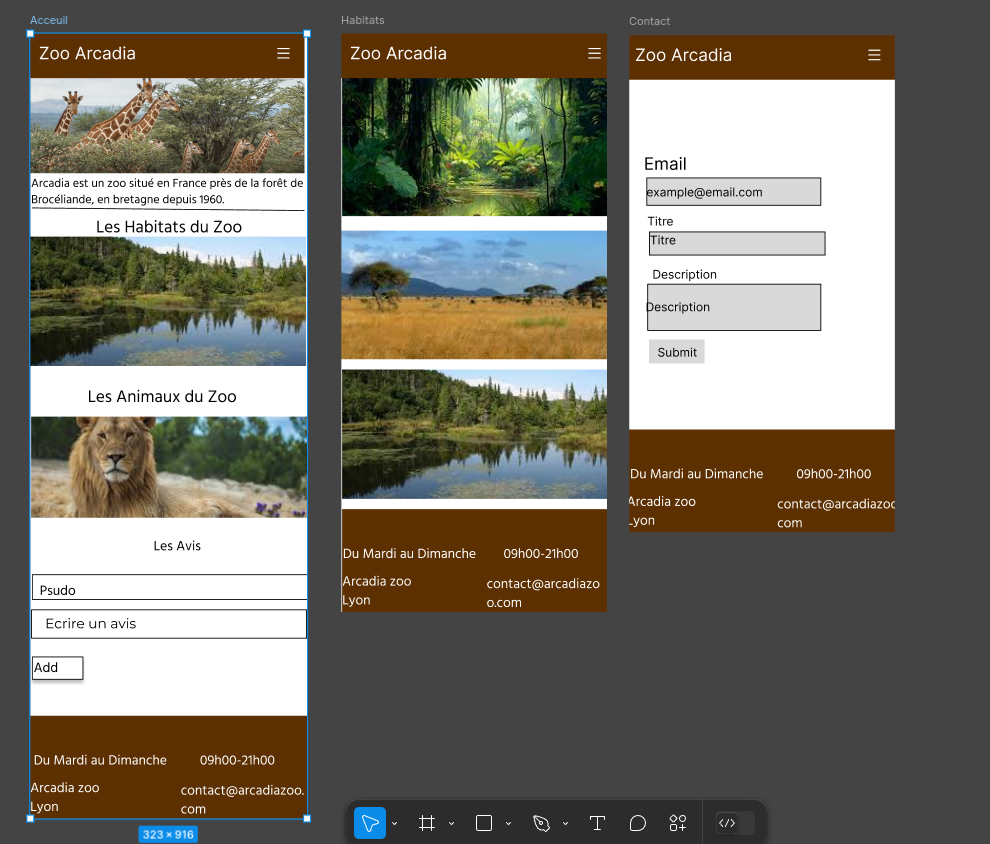 Acceuil
Zoo Arcadia
Arcadia est un zoo situé en France près de la forêt de
Brocéliande, en bretagne depuis 1960.
Les Habitats du Zoo
Les Animaux du Zoo
Les Avis
Psudo
Ecrire un avis
Add
Du Mardi au Dimanche
09h00-21h00
Arcadia zoo
Lyon
contact@arcadiazoo.
com
323 × 916
Habitats
Zoo Arcadia
Du Mardi au Dimanche
09h00-21h00
Arcadia zoo
Lyon
contact@arcadiazo
o.com
Contact
Zoo Arcadia
Email
example@email.com
Titre
Titre
Description
Description
Submit
Du Mardi au Dimanche
09h00-21h00
Arcadia zoo
Lyon
contact@arcadiazoo
com